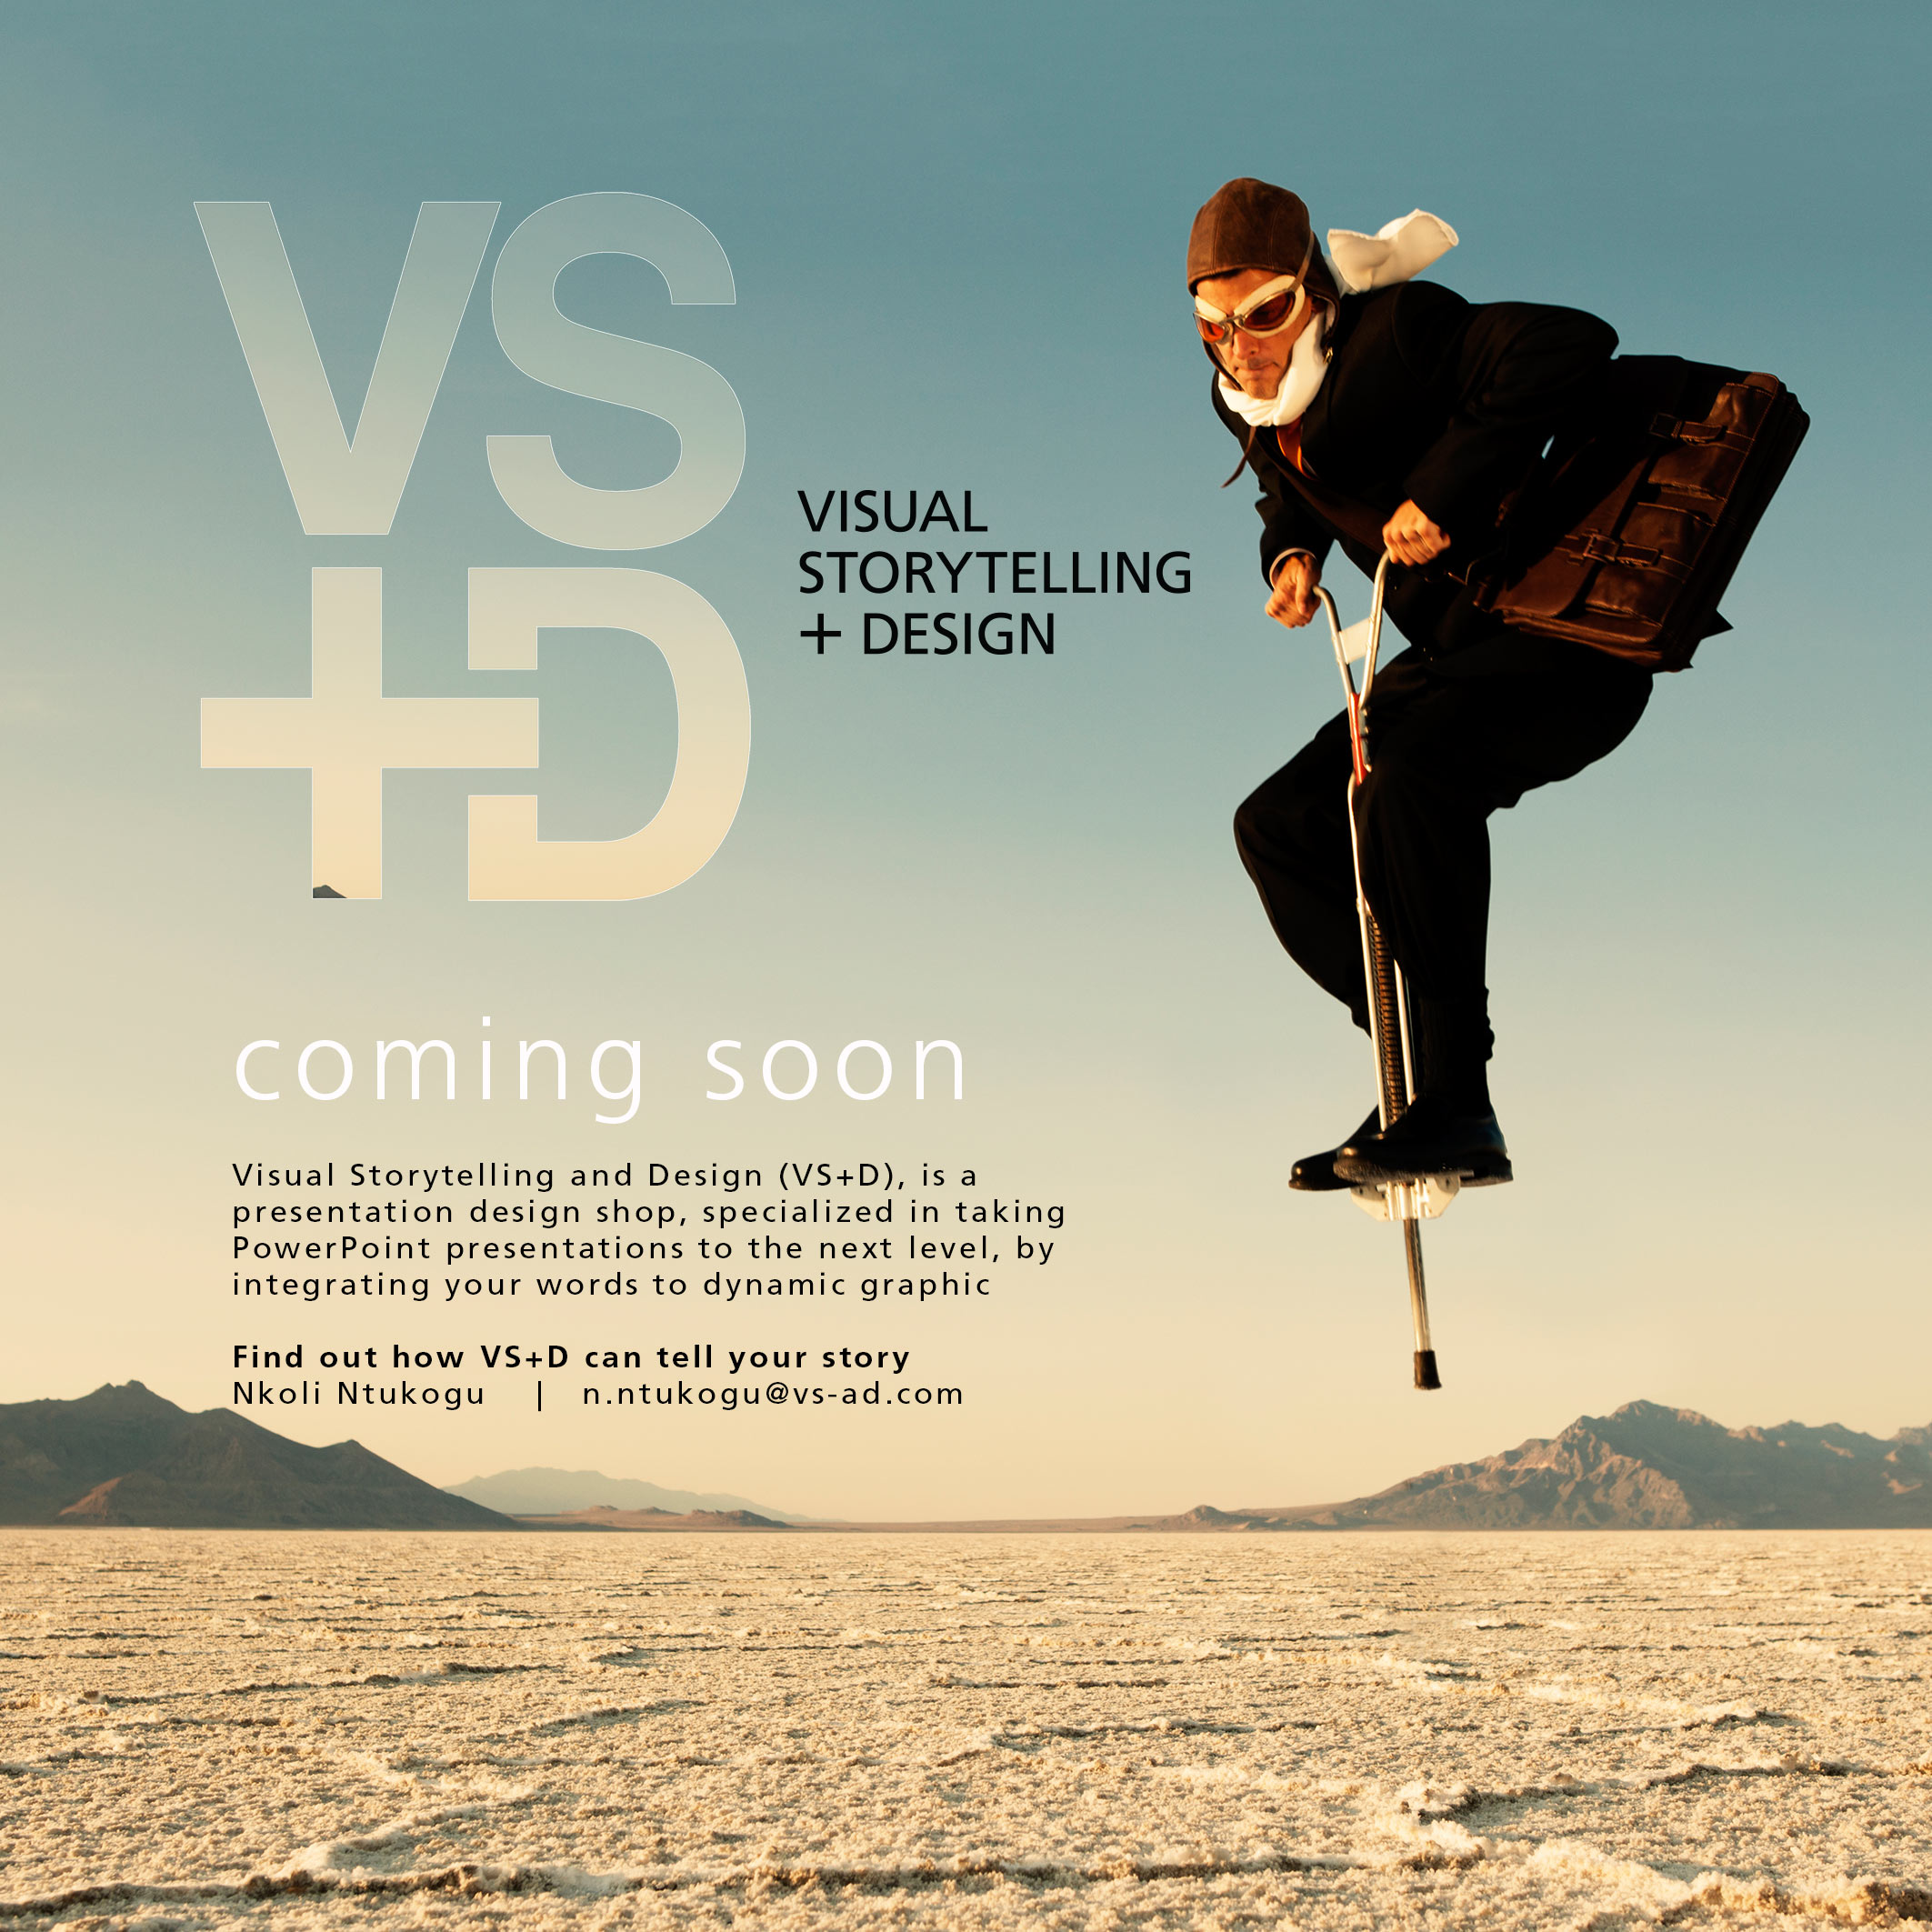 VS
+D
VISUAL
STORYTELLING
+ DESIGN
coming soon
Visual Storytelling and Design (VS+D), is a
presentation design shop, specialized in taking
PowerPoint presentations to the next level, by
integrating your words to dynamic graphic
Find out how VS+D can tell your story
Nkoli Ntukogu | n.ntukogu@vs-ad.com